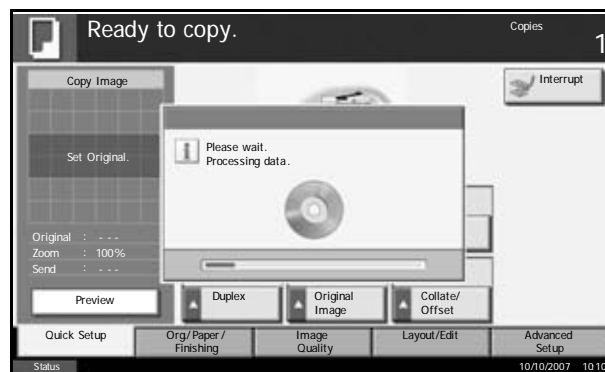 Ready to copy.
Copies
1
Copy Image
Interrupt
Set Original.
Please wait.
Processing data.
Original : - - -
Zoom : 100%
Send : - - -
Preview
Duplex
Original
Image
Collate/
Offset
Quick Setup
Org/Paper/
Finishing
Image
Quality
Layout/Edit
Advanced
Setup
Status
10/10/2007 10:10